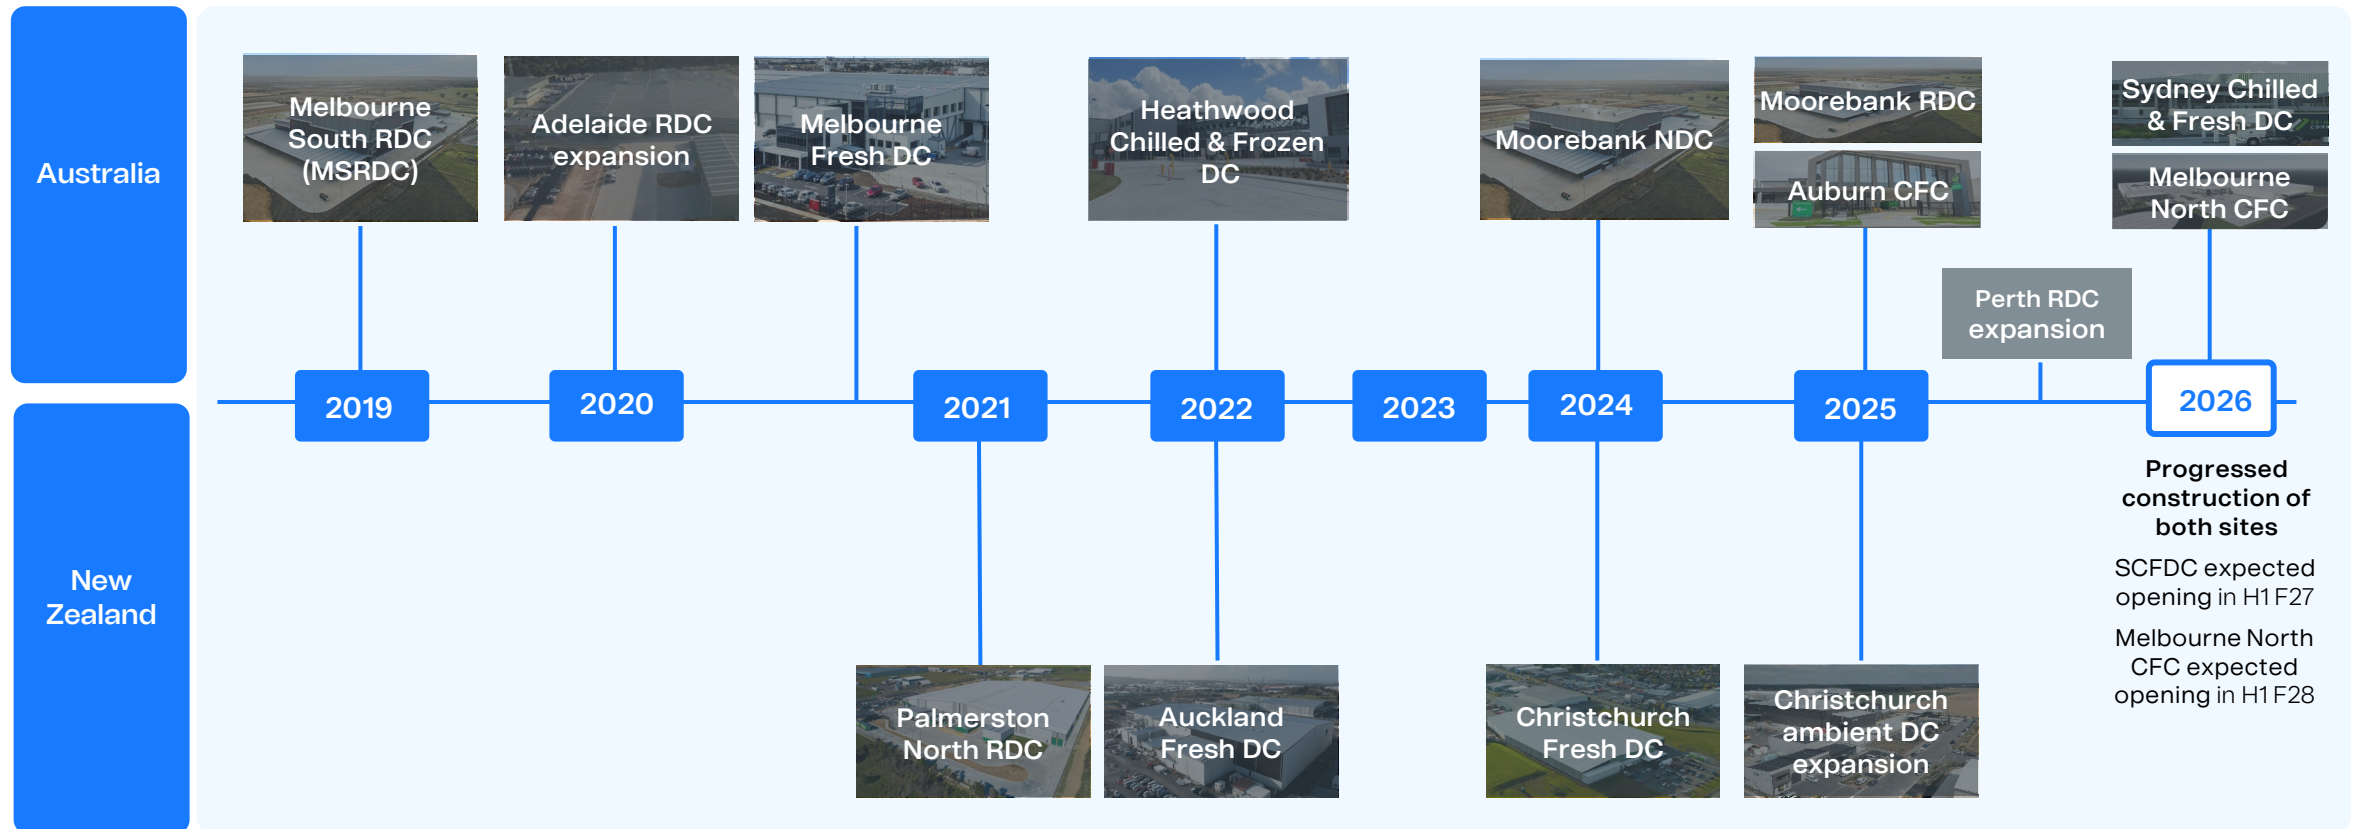 Australia
Melbourne
South RDC
(MSRDC)
Adelaide RDC
expansion
Melbourne
Fresh DC
Heathwood
Chilled & Frozen
DC
Moorebank NDC
Moorebank RDC
Auburn CFC
Sydney Chilled
& Fresh DC
Melbourne
North CFC
Perth RDC
expansion
2019
2020
2021
2022
2023
2024
2025
2026
New
Zealand
Palmerston
North RDC
Auckland
Fresh DC
Christchurch
Fresh DC
Christchurch
ambient DC
expansion
Progressed
construction of
both sites
SCFDC expected
opening in H1 F27
Melbourne North
CFC expected
opening in H1 F28